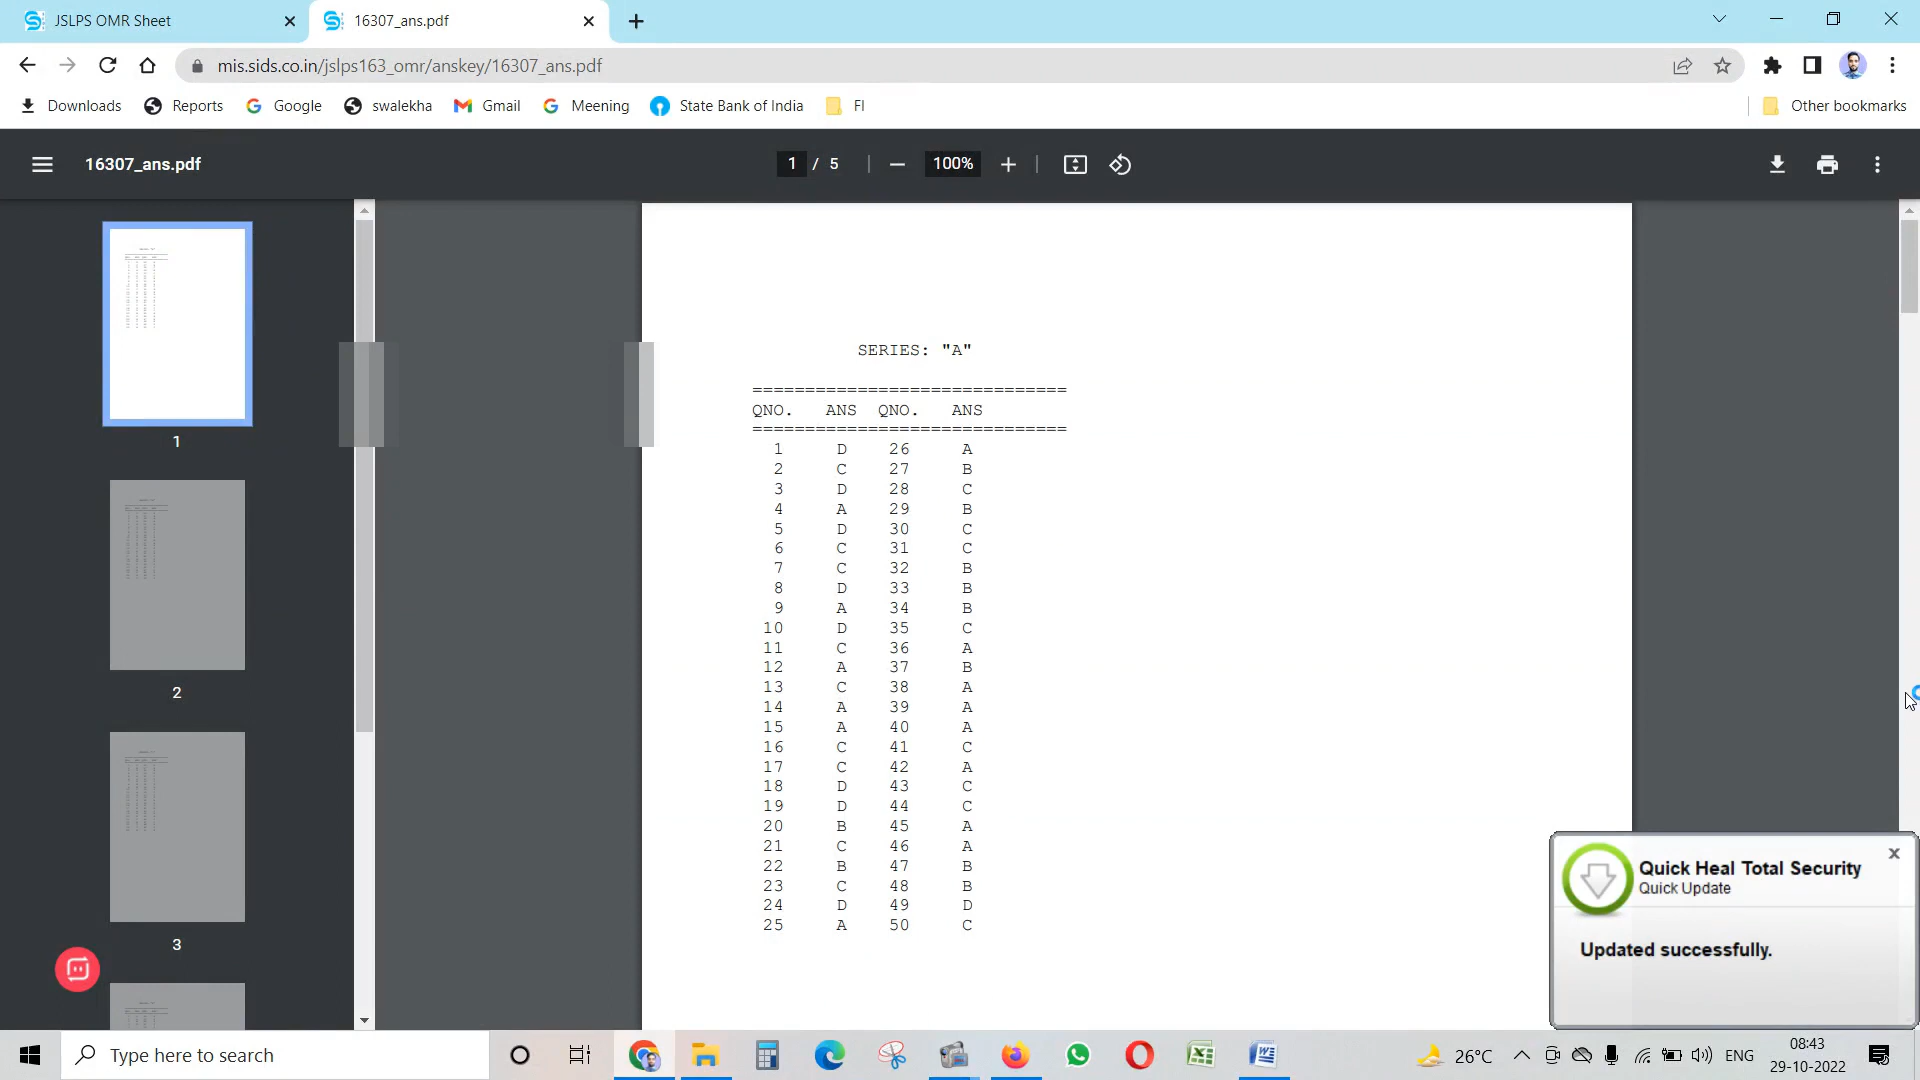 JSLPS OMR Sheet
16307_ans.pdf
mis.sids.co.in/jslps163_omr/anskey/16307_ans.pdf
Downloads Reports Google swalekha Gmail Meening State Bank of India FI Other bookmarks
16307_ans.pdf 1 / 5 100%
1
2
3
SERIES: "A"
==============================
QNO. ANS QNO. ANS
==============================
1 D 26 A
2 C 27 B
3 D 28 C
4 A 29 B
5 D 30 C
6 C 31 C
7 C 32 B
8 D 33 B
9 A 34 B
10 D 35 C
11 C 36 A
12 A 37 B
13 C 38 A
14 A 39 A
15 A 40 A
16 C 41 C
17 C 42 A
18 D 43 C
19 D 44 C
20 B 45 A
21 C 46 A
22 B 47 B
23 C 48 B
24 D 49 D
25 A 50 C
Quick Heal Total Security
Quick Update
Updated successfully.
Type here to search
26°C ENG
08:43
29-10-2022